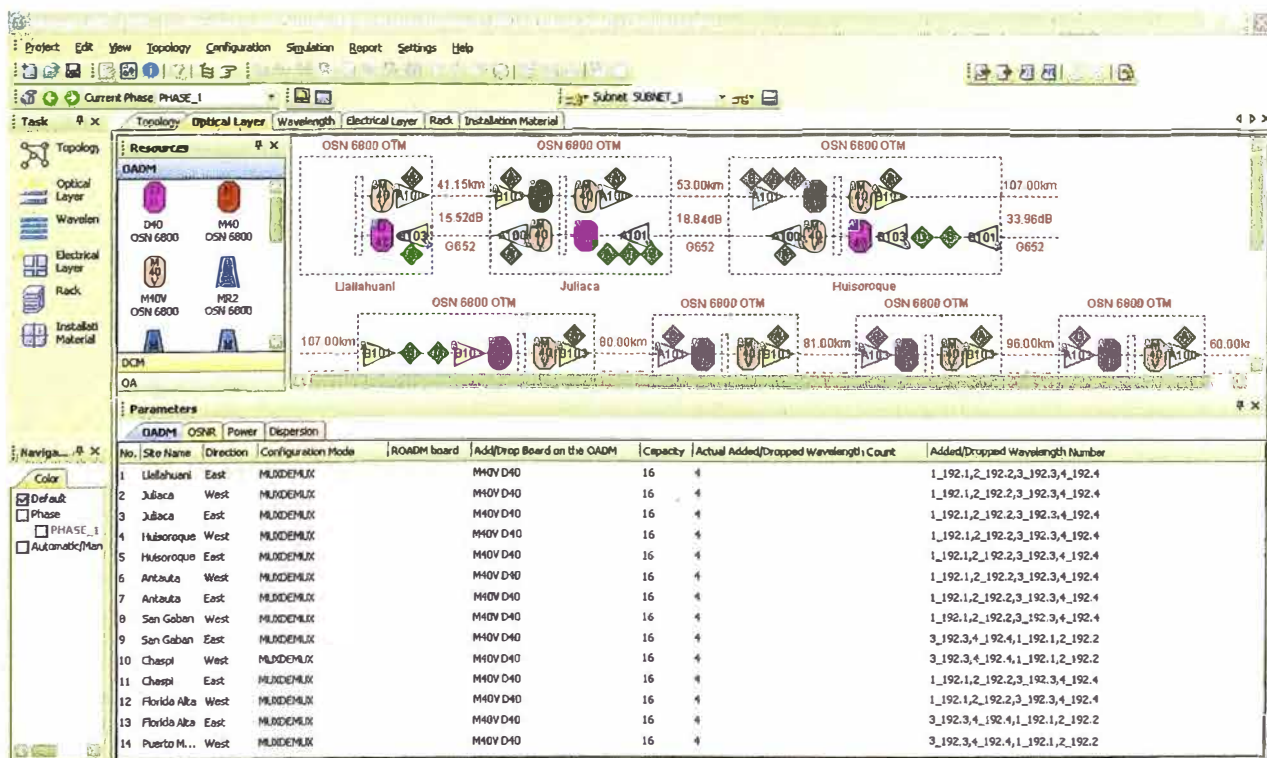 Project Edit View Topology Configuration Simulation Report Settings Help
Current Phase PHASE_1 Subnet SUBNET_1
Task Topology Optical Layer Wavelength Electrical Layer Rack Installation Material
Topology
Optical Layer
Wavelen
Electrical Layer
Rack
Installati Material
Resources
OADM
D40 OSN 6800
M40 OSN 6800
M40V OSN 6800
MR2 OSN 6800
DCM
OA
OSN 6800 OTM OSN 6800 OTM OSN 6800 OTM
41.15km 53.00km 107.00km
15.52dB 18.84dB 33.96dB
G652 G652 G652
Llallahuani Juliaca Huisoroque
OSN 6800 OTM OSN 6800 OTM OSN 6800 OTM OSN 6800 OTM
107.00km 80.00km 81.00km 96.00km 60.00k
Parameters
OADM OSNR Power Dispersion
No. Site Name Direction Configuration Mode ROADM board Add/Drop Board on the OADM Capacity Actual Added/Dropped Wavelength Count Added/Dropped Wavelength Number
1 Llallahuani East MUXDEMUX M40V D40 16 4 1_192.1,2_192.2,3_192.3,4_192.4
2 Juliaca West MUXDEMUX M40V D40 16 4 1_192.1,2_192.2,3_192.3,4_192.4
3 Juliaca East MUXDEMUX M40V D40 16 4 1_192.1,2_192.2,3_192.3,4_192.4
4 Huisoroque West MUXDEMUX M40V D40 16 4 1_192.1,2_192.2,3_192.3,4_192.4
5 Huisoroque East MUXDEMUX M40V D40 16 4 1_192.1,2_192.2,3_192.3,4_192.4
6 Antauta West MUXDEMUX M40V D40 16 4 1_192.1,2_192.2,3_192.3,4_192.4
7 Antauta East MUXDEMUX M40V D40 16 4 1_192.1,2_192.2,3_192.3,4_192.4
8 San Gaban West MUXDEMUX M40V D40 16 4 1_192.1,2_192.2,3_192.3,4_192.4
9 San Gaban East MUXDEMUX M40V D40 16 4 3_192.3,4_192.4,1_192.1,2_192.2
10 Chaspi West MUXDEMUX M40V D40 16 4 3_192.3,4_192.4,1_192.1,2_192.2
11 Chaspi East MUXDEMUX M40V D40 16 4 1_192.1,2_192.2,3_192.3,4_192.4
12 Florida Alta West MUXDEMUX M40V D40 16 4 1_192.1,2_192.2,3_192.3,4_192.4
13 Florida Alta East MUXDEMUX M40V D40 16 4 3_192.3,4_192.4,1_192.1,2_192.2
14 Puerto M... West MUXDEMUX M40V D40 16 4 3_192.3,4_192.4,1_192.1,2_192.2
Naviga...
Color
Default
Phase
PHASE_1
Automatic/Man